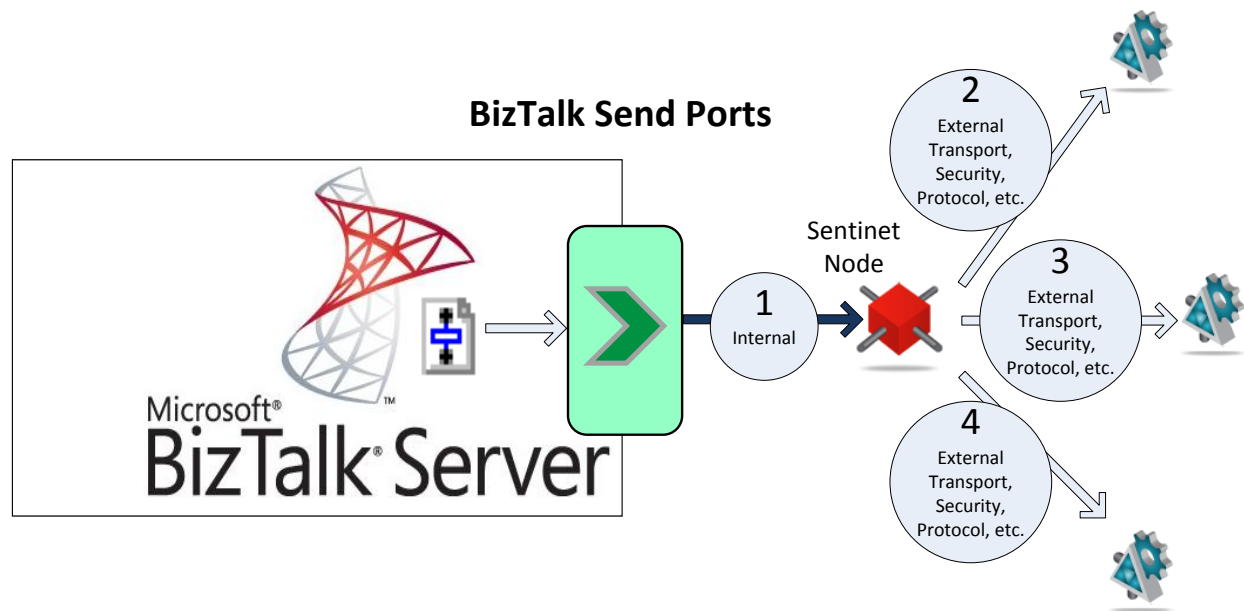 BizTalk Send Ports
2
External
Transport,
Security,
Protocol, etc.
Sentinet
Node
1
Internal
3
External
Transport,
Security,
Protocol, etc.
4
External
Transport,
Security,
Protocol, etc.
™
Microsoft®
BizTalk® Server